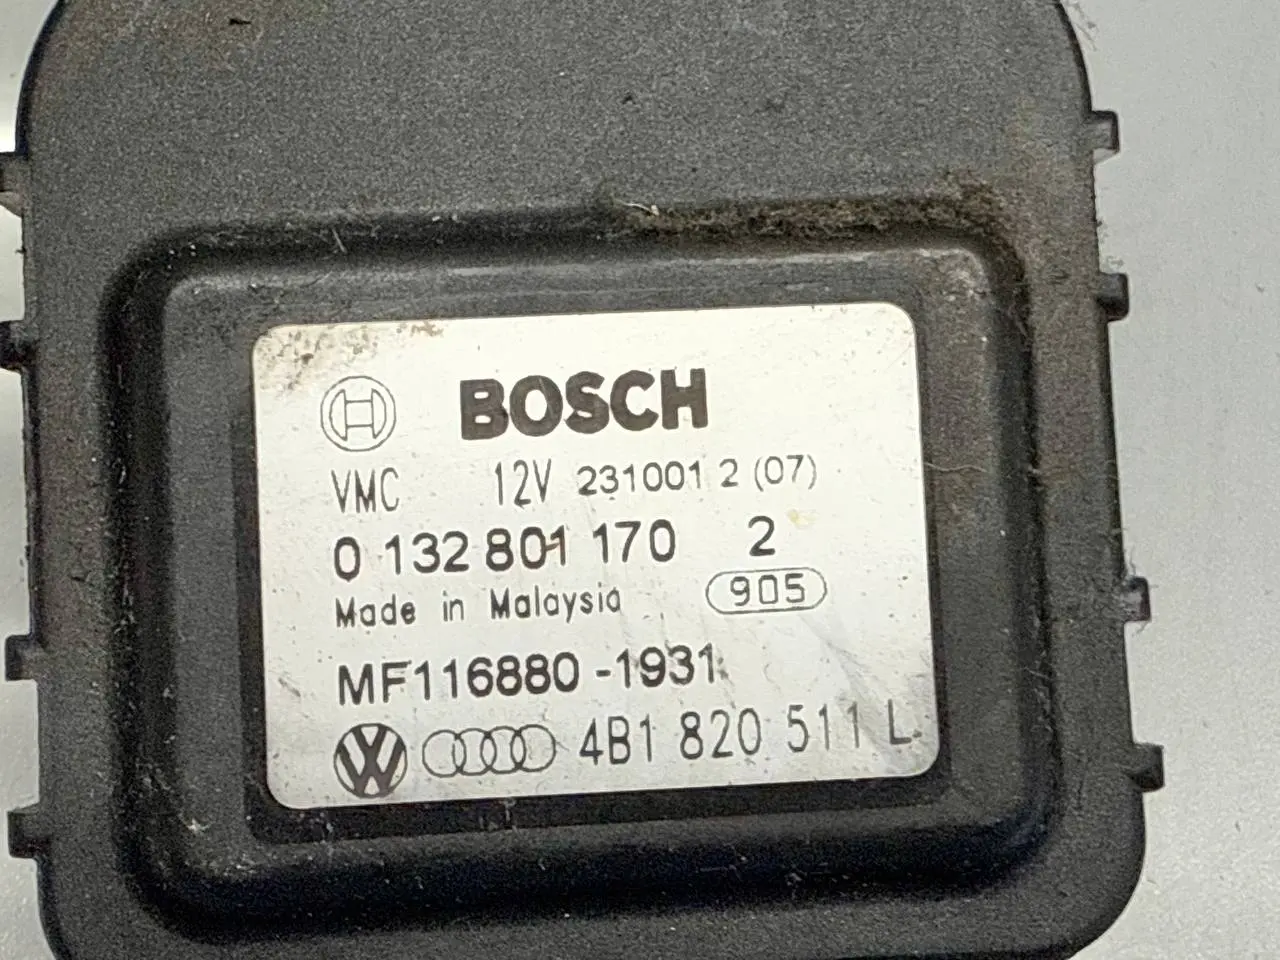 BOSCH
VMC 12V 231001 2 (07)
0 132 801 170 2
Made in Malaysia 905
MF116880-1931
4B1 820 511 L